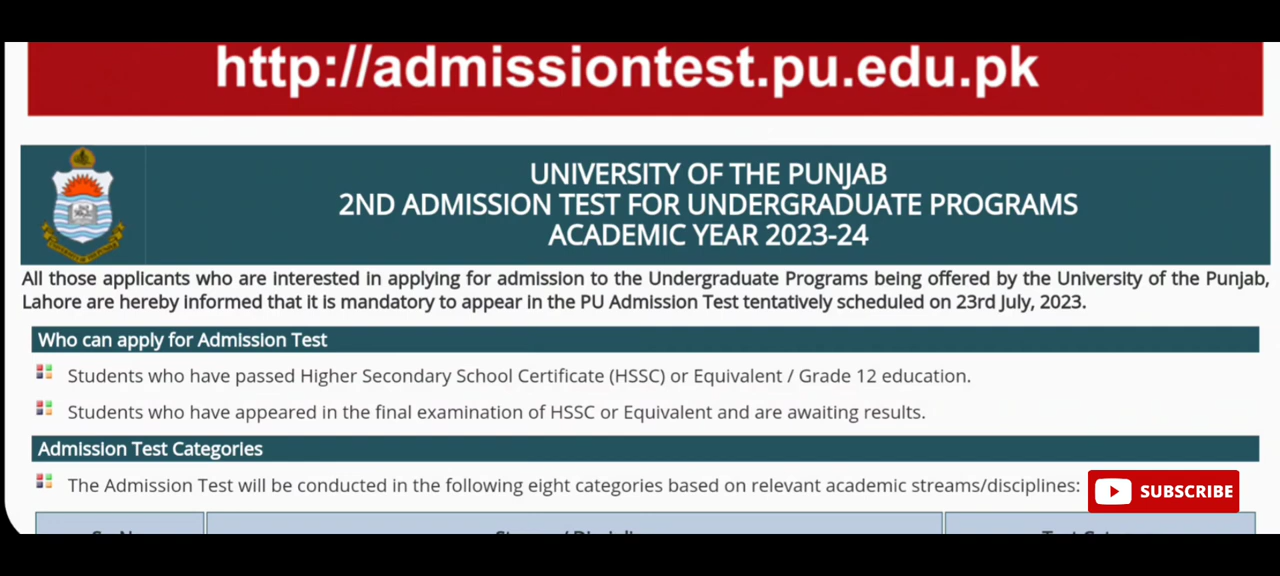 http://admissiontest.pu.edu.pk
UNIVERSITY OF THE PUNJAB
2ND ADMISSION TEST FOR UNDERGRADUATE PROGRAMS
ACADEMIC YEAR 2023-24
All those applicants who are interested in applying for admission to the Undergraduate Programs being offered by the University of the Punjab,
Lahore are hereby informed that it is mandatory to appear in the PU Admission Test tentatively scheduled on 23rd July, 2023.
Who can apply for Admission Test
Students who have passed Higher Secondary School Certificate (HSSC) or Equivalent / Grade 12 education.
Students who have appeared in the final examination of HSSC or Equivalent and are awaiting results.
Admission Test Categories
The Admission Test will be conducted in the following eight categories based on relevant academic streams/disciplines:
SUBSCRIBE